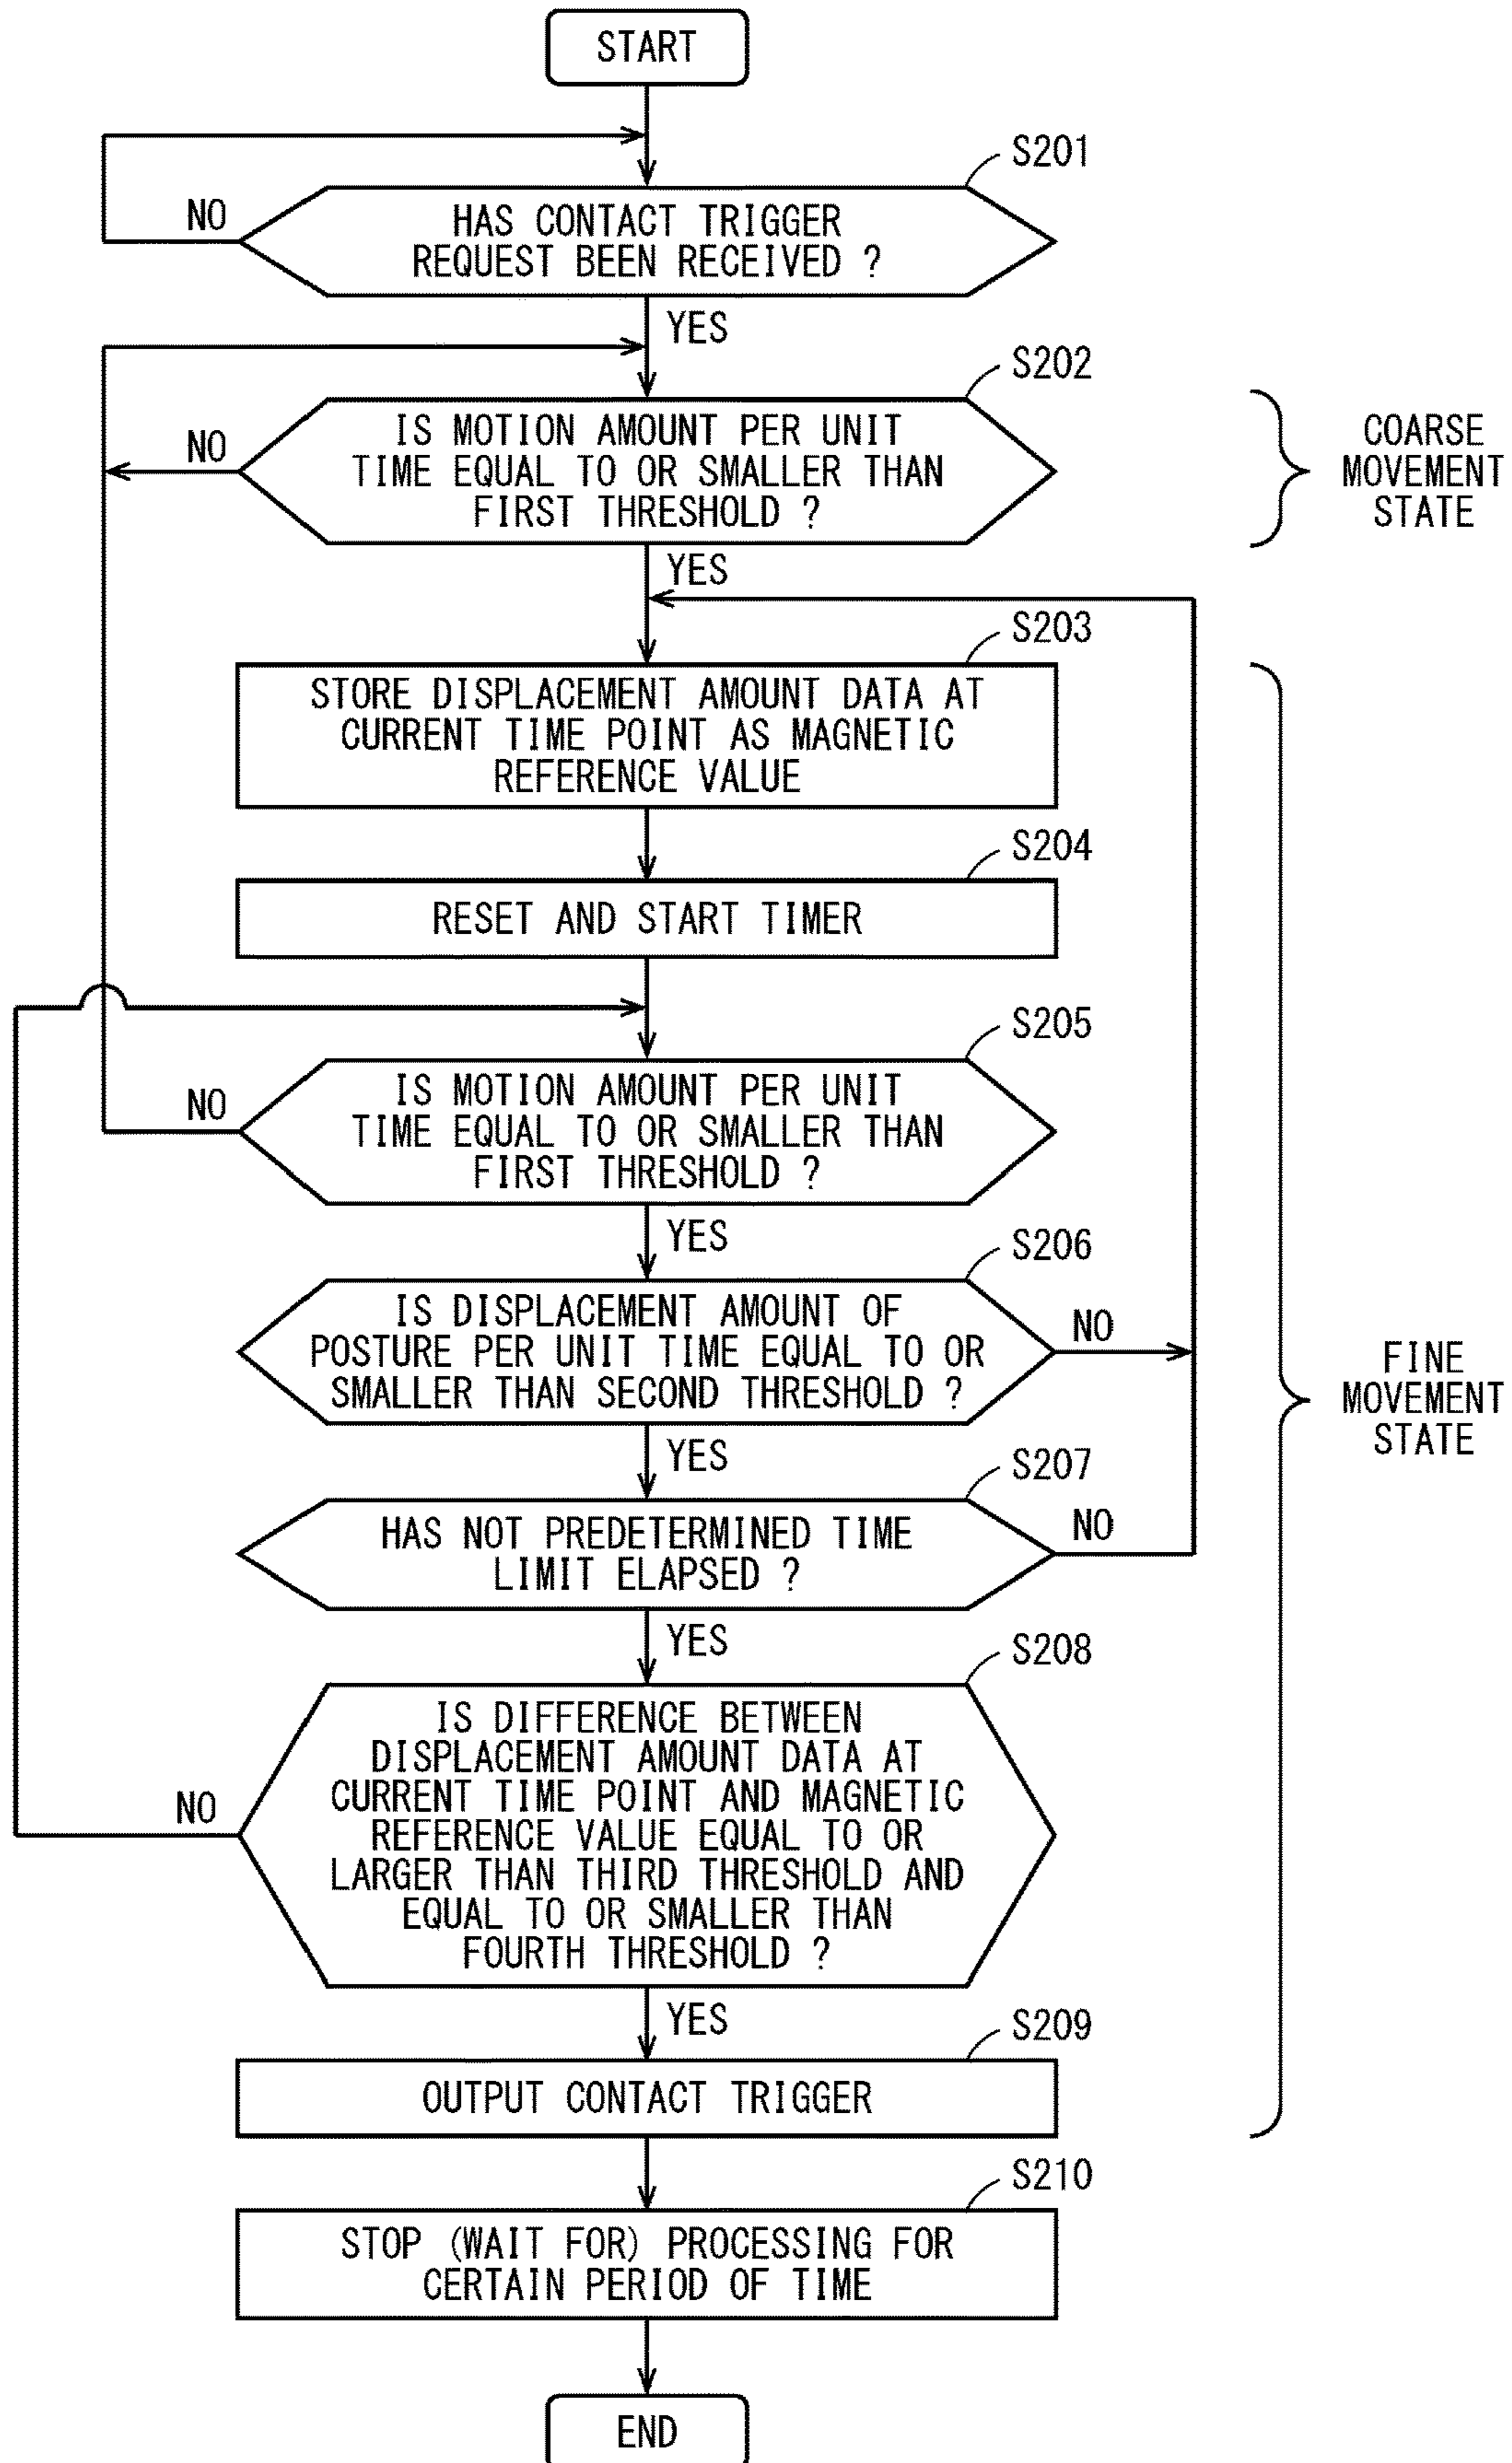 START
S201
NO
HAS CONTACT TRIGGER
REQUEST BEEN RECEIVED ?
YES
S202
NO
IS MOTION AMOUNT PER UNIT
TIME EQUAL TO OR SMALLER THAN
FIRST THRESHOLD ?
COARSE
MOVEMENT
STATE
YES
S203
STORE DISPLACEMENT AMOUNT DATA AT
CURRENT TIME POINT AS MAGNETIC
REFERENCE VALUE
S204
RESET AND START TIMER
S205
NO
IS MOTION AMOUNT PER UNIT
TIME EQUAL TO OR SMALLER THAN
FIRST THRESHOLD ?
YES
S206
IS DISPLACEMENT AMOUNT OF
POSTURE PER UNIT TIME EQUAL TO OR
SMALLER THAN SECOND THRESHOLD ?
NO
FINE
MOVEMENT
STATE
YES
S207
HAS NOT PREDETERMINED TIME
LIMIT ELAPSED ?
NO
YES
S208
IS DIFFERENCE BETWEEN
DISPLACEMENT AMOUNT DATA AT
CURRENT TIME POINT AND MAGNETIC
REFERENCE VALUE EQUAL TO OR
LARGER THAN THIRD THRESHOLD AND
EQUAL TO OR SMALLER THAN
FOURTH THRESHOLD ?
NO
YES
S209
OUTPUT CONTACT TRIGGER
S210
STOP (WAIT FOR) PROCESSING FOR
CERTAIN PERIOD OF TIME
END